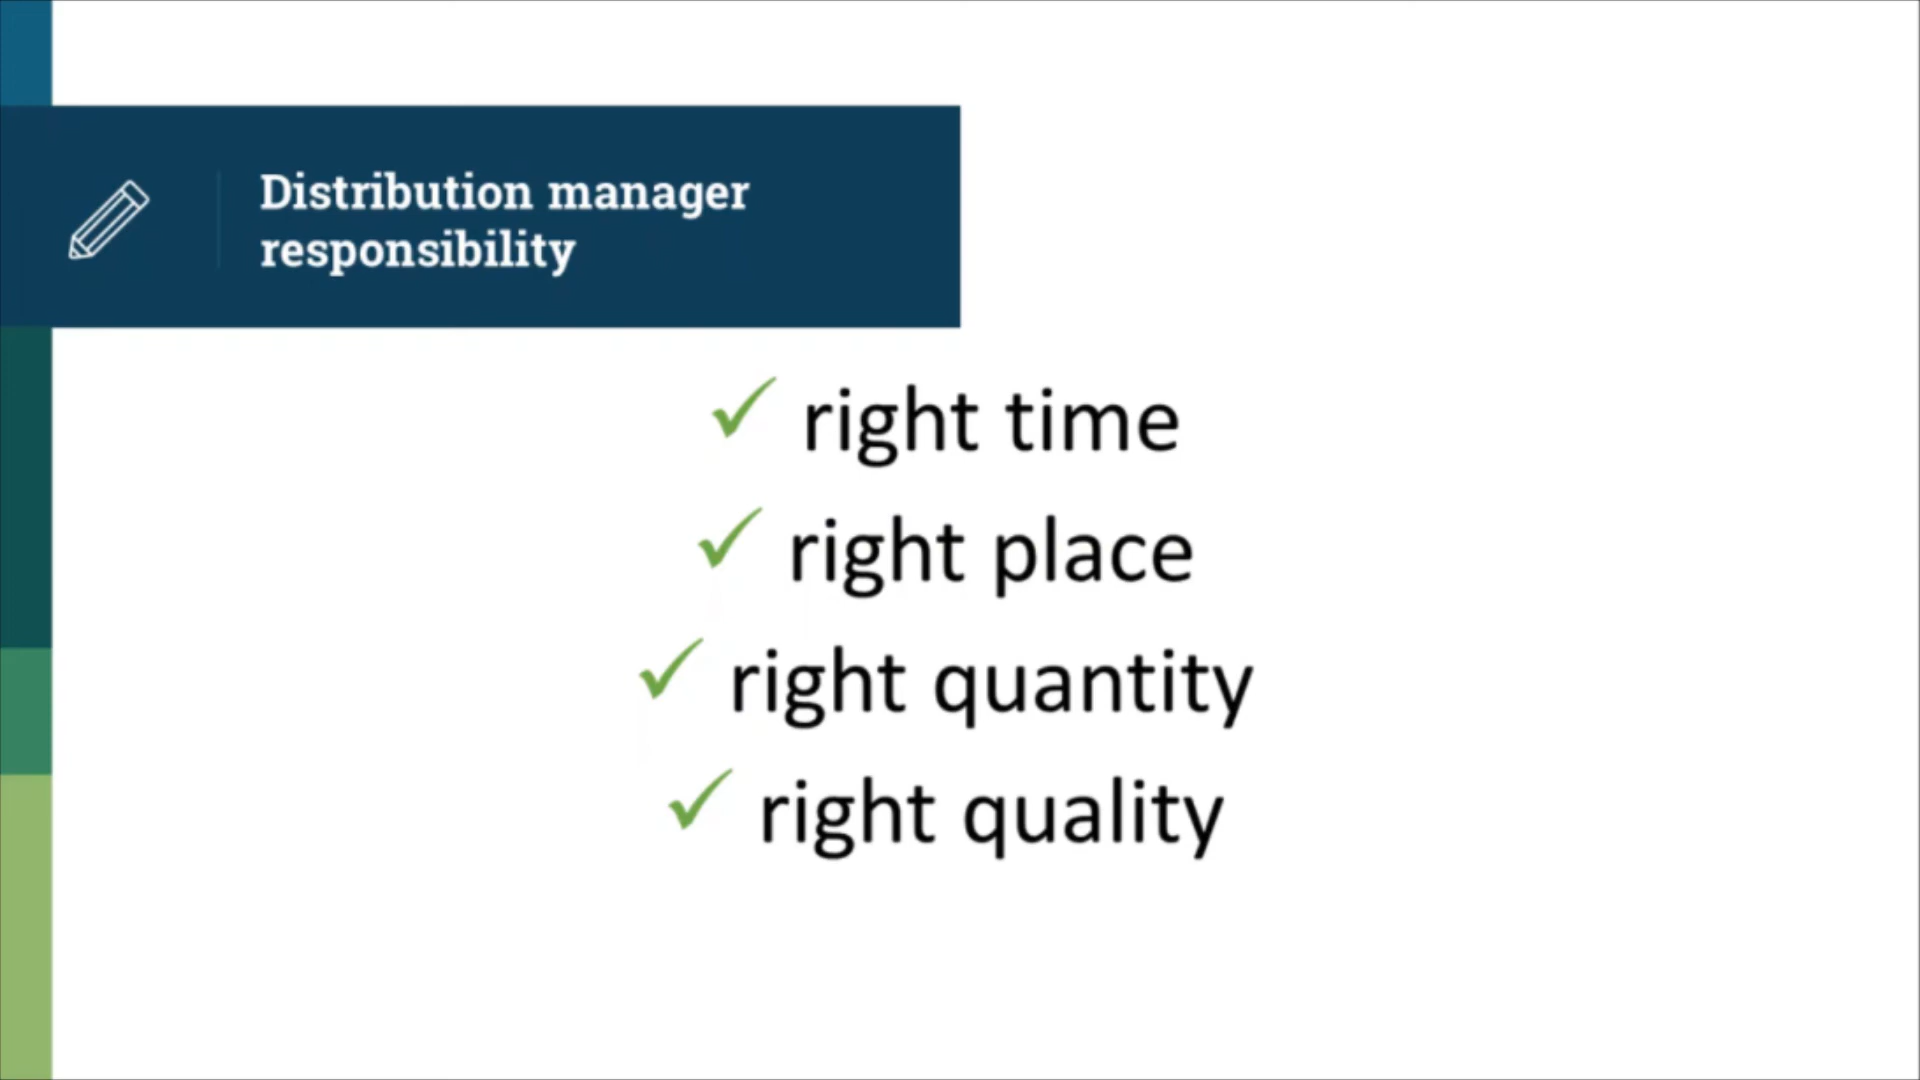 Distribution manager
responsibility
✓ right time
✓ right place
✓ right quantity
✓ right quality